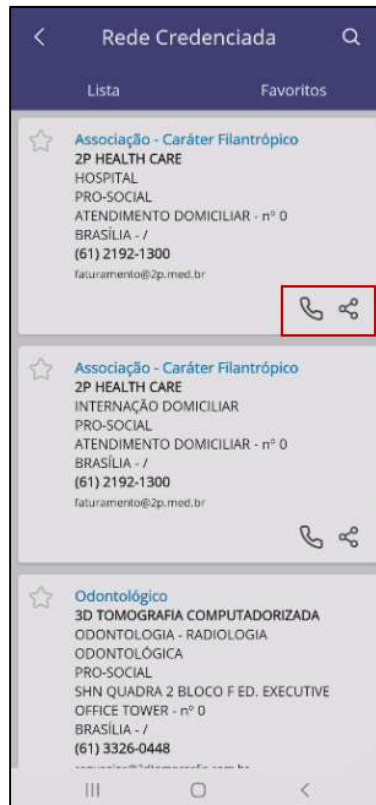 Rede Credenciada
Lista Favoritos
Associação - Caráter Filantrópico
2P HEALTH CARE
HOSPITAL
PRO-SOCIAL
ATENDIMENTO DOMICILIAR - nº 0
BRASÍLIA - /
(61) 2192-1300
faturamento@2p.med.br
Associação - Caráter Filantrópico
2P HEALTH CARE
INTERNAÇÃO DOMICILIAR
PRO-SOCIAL
ATENDIMENTO DOMICILIAR - nº 0
BRASÍLIA - /
(61) 2192-1300
faturamento@2p.med.br
Odontológico
3D TOMOGRAFIA COMPUTADORIZADA
ODONTOLOGIA - RADIOLOGIA
ODONTOLÓGICA
PRO-SOCIAL
SHN QUADRA 2 BLOCO F ED. EXECUTIVE
OFFICE TOWER - nº 0
BRASÍLIA - /
(61) 3326-0448